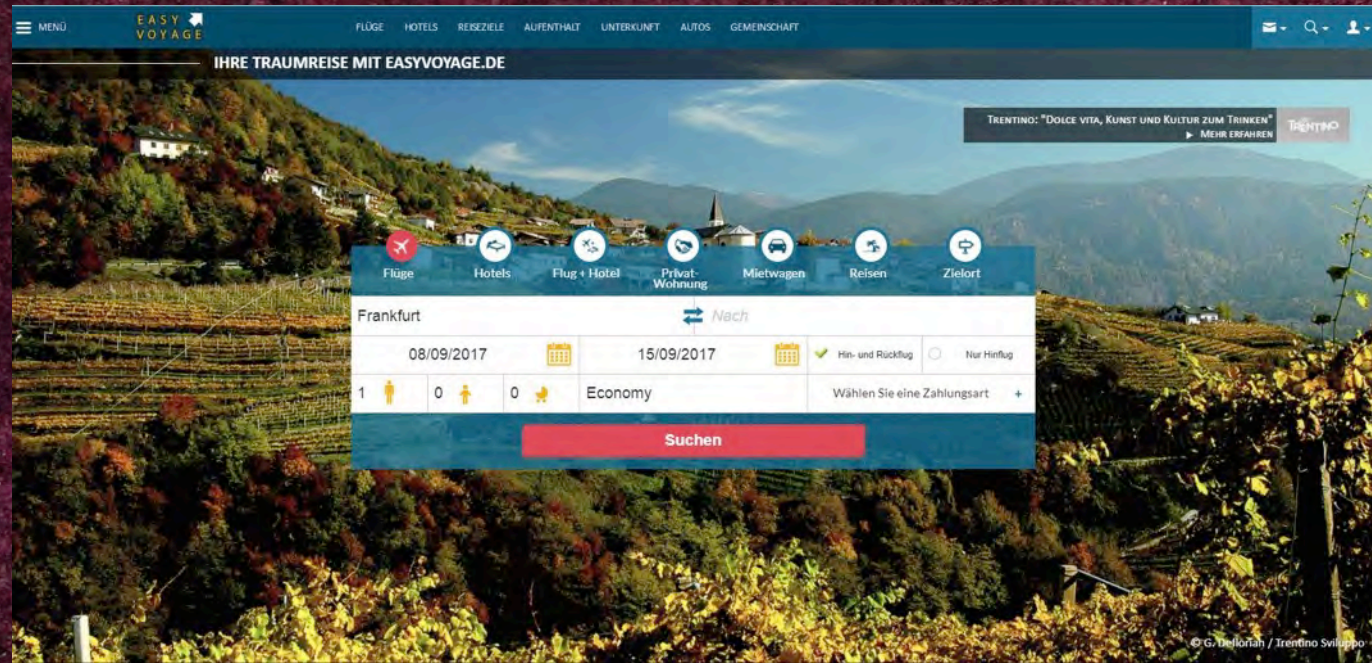 MENÜ
EASY
VOYAGE
FLÜGE HOTELS REISEZIELE AUFENTHALT UNTERKUNFT AUTOS GEMEINSCHAFT
IHRE TRAUMREISE MIT EASYVOYAGE.DE
TRENTINO: "DOLCE VITA, KUNST UND KULTUR ZUM TRINKEN"
MEHR ERFAHREN
TRENTINO
Flüge Hotels Flug + Hotel Privat-
Wohnung Mietwagen Reisen Zielort
Frankfurt Nach
08/09/2017 15/09/2017 Hin- und Rückflug Nur Hinflug
1 0 0 Economy Wählen Sie eine Zahlungsart +
Suchen
© G. Deflorian / Trentino Sviluppo